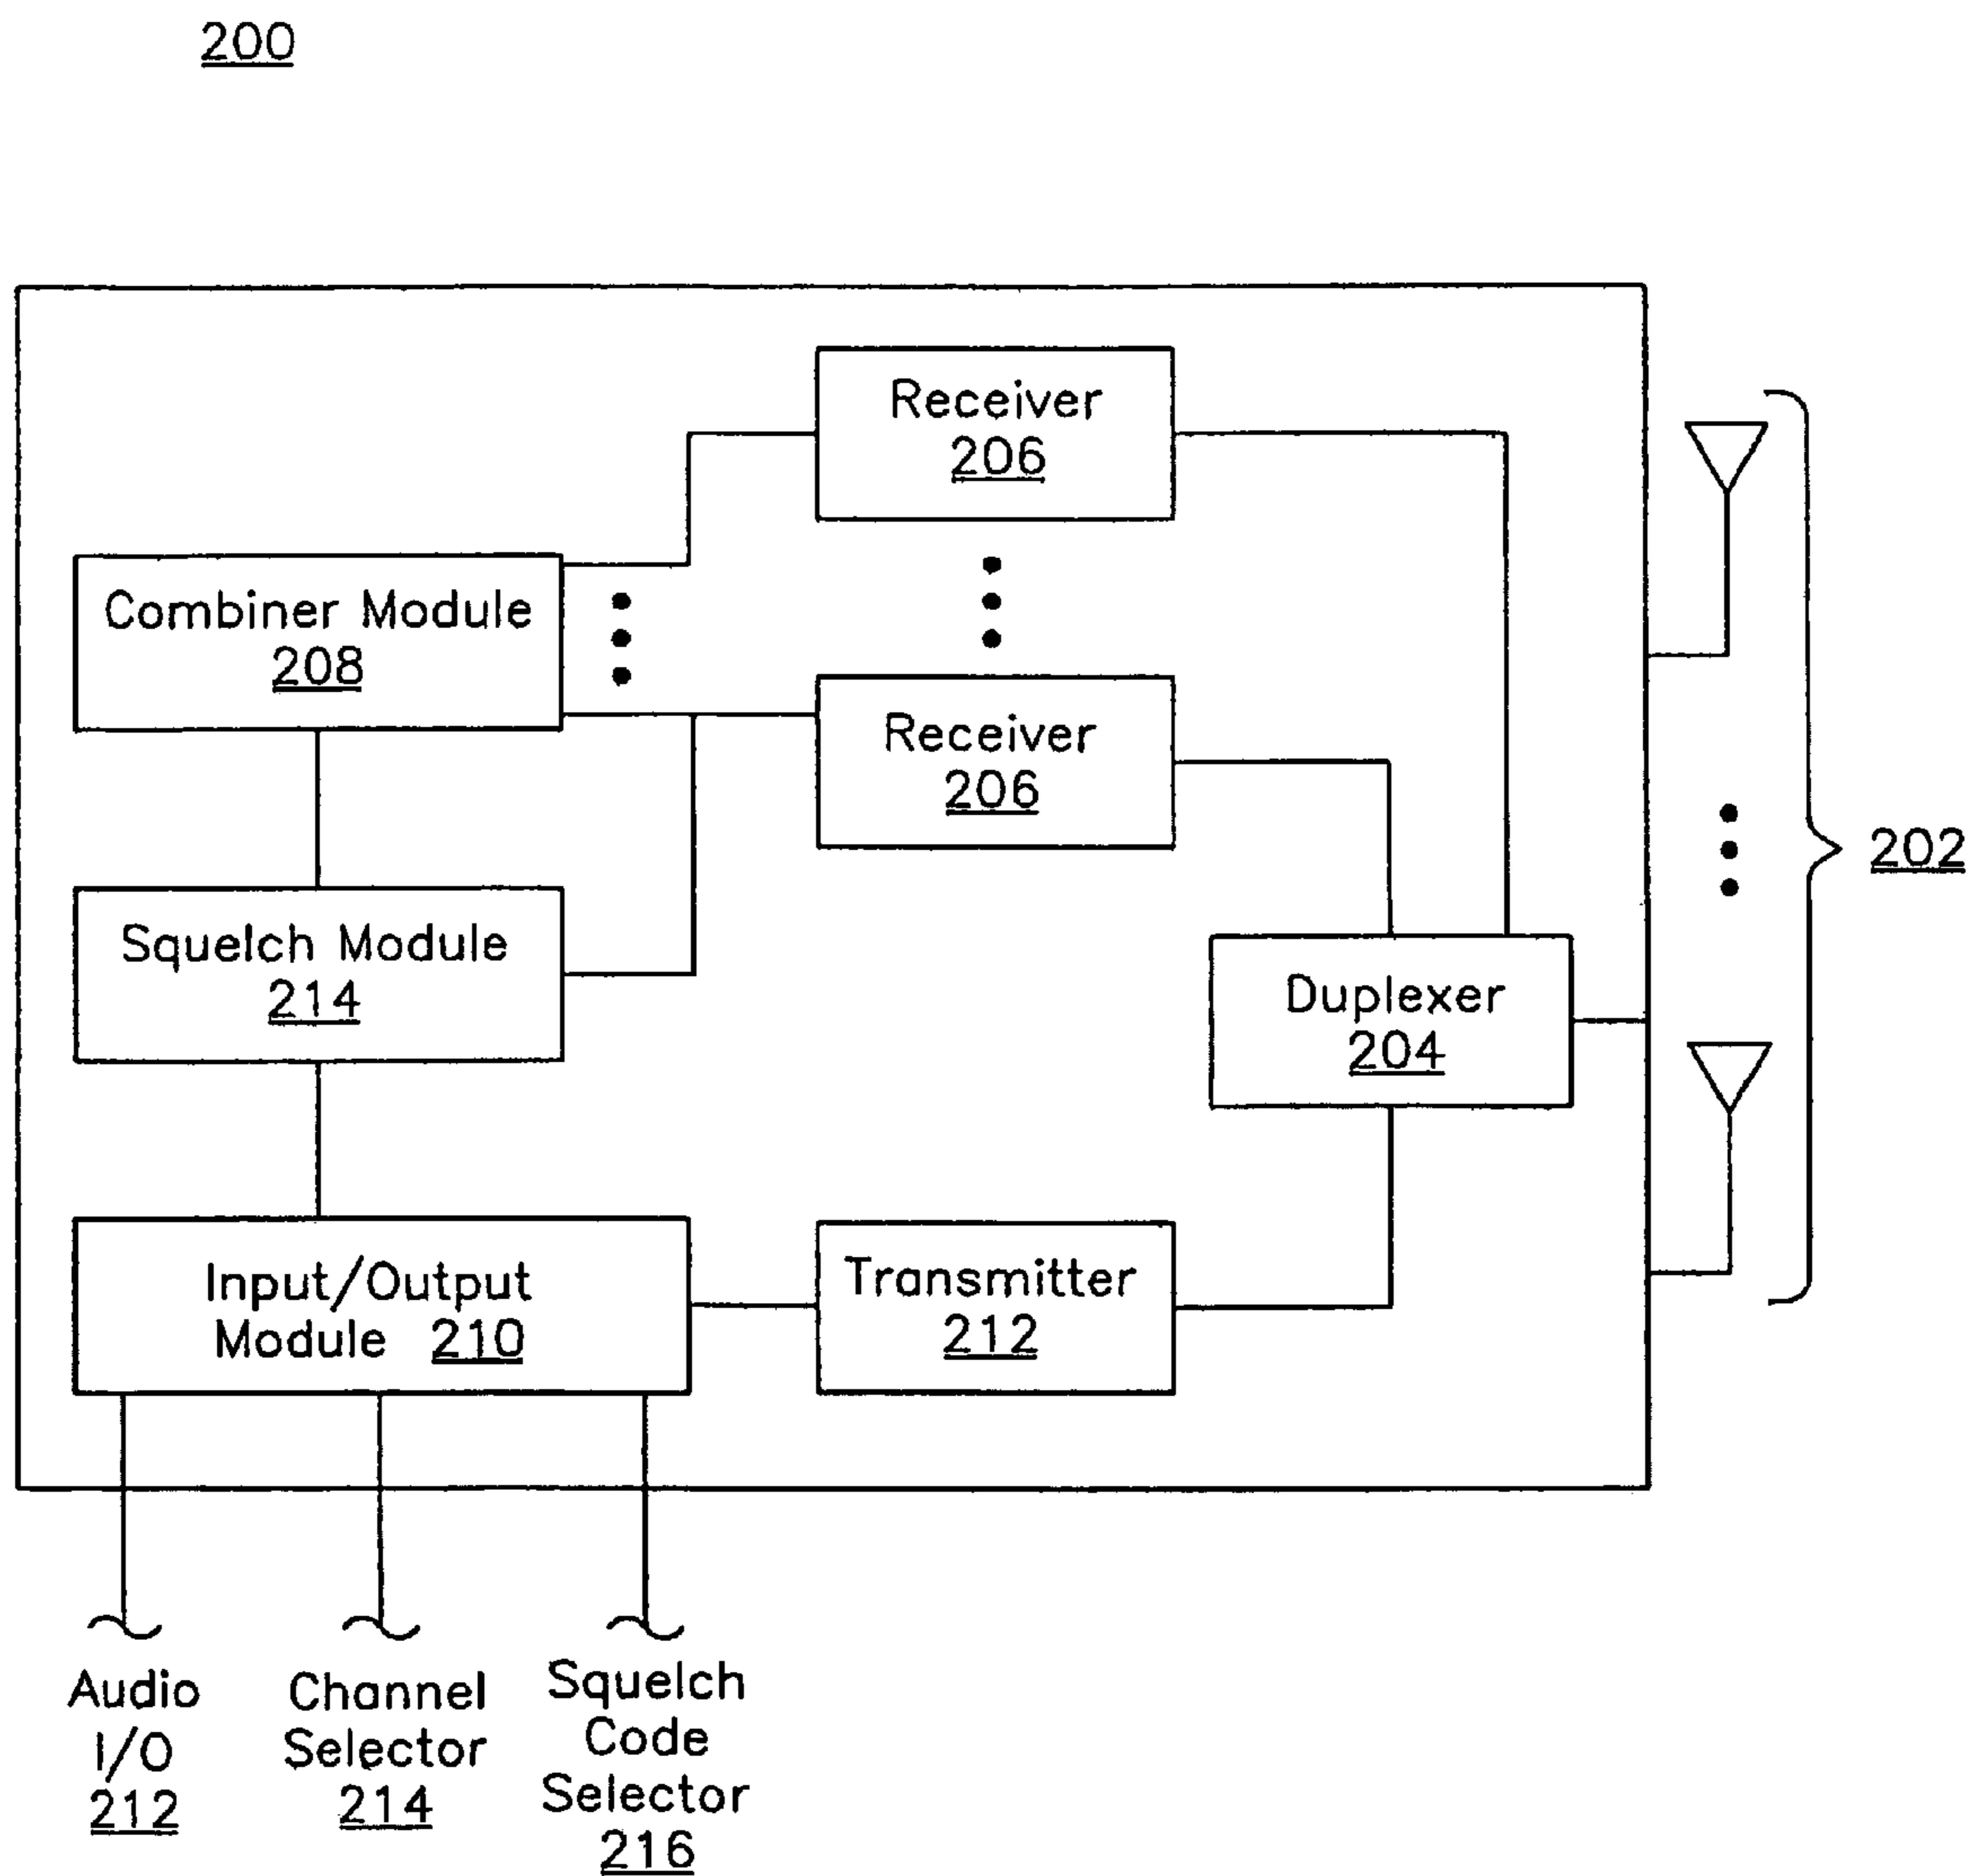 200
Receiver
206
Combiner Module
208
Receiver
206
202
Squelch Module
214
Duplexer
204
Input/Output
Module 210
Transmitter
212
Audio
I/O
212
Channel
Selector
214
Squelch
Code
Selector
216